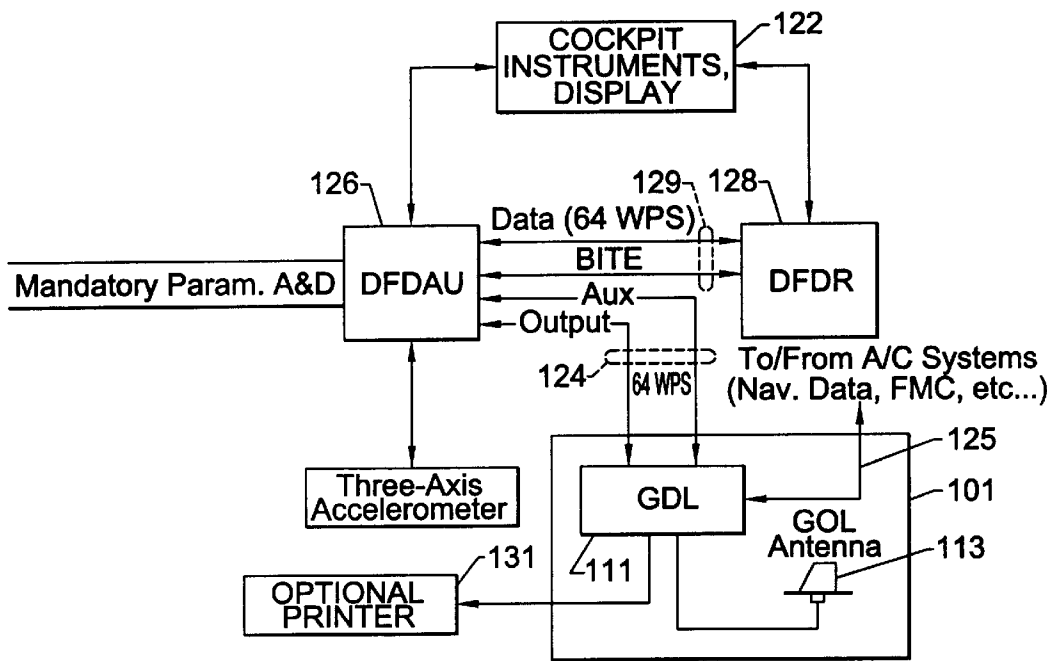 122
COCKPIT
INSTRUMENTS,
DISPLAY
126
129
128
Data (64 WPS)
BITE
Mandatory Param. A&D
DFDAU
DFDR
Aux
Output
124
64 WPS
To/From A/C Systems
(Nav. Data, FMC, etc...)
125
101
GDL
Three-Axis
Accelerometer
GOL
Antenna
113
111
131
OPTIONAL
PRINTER